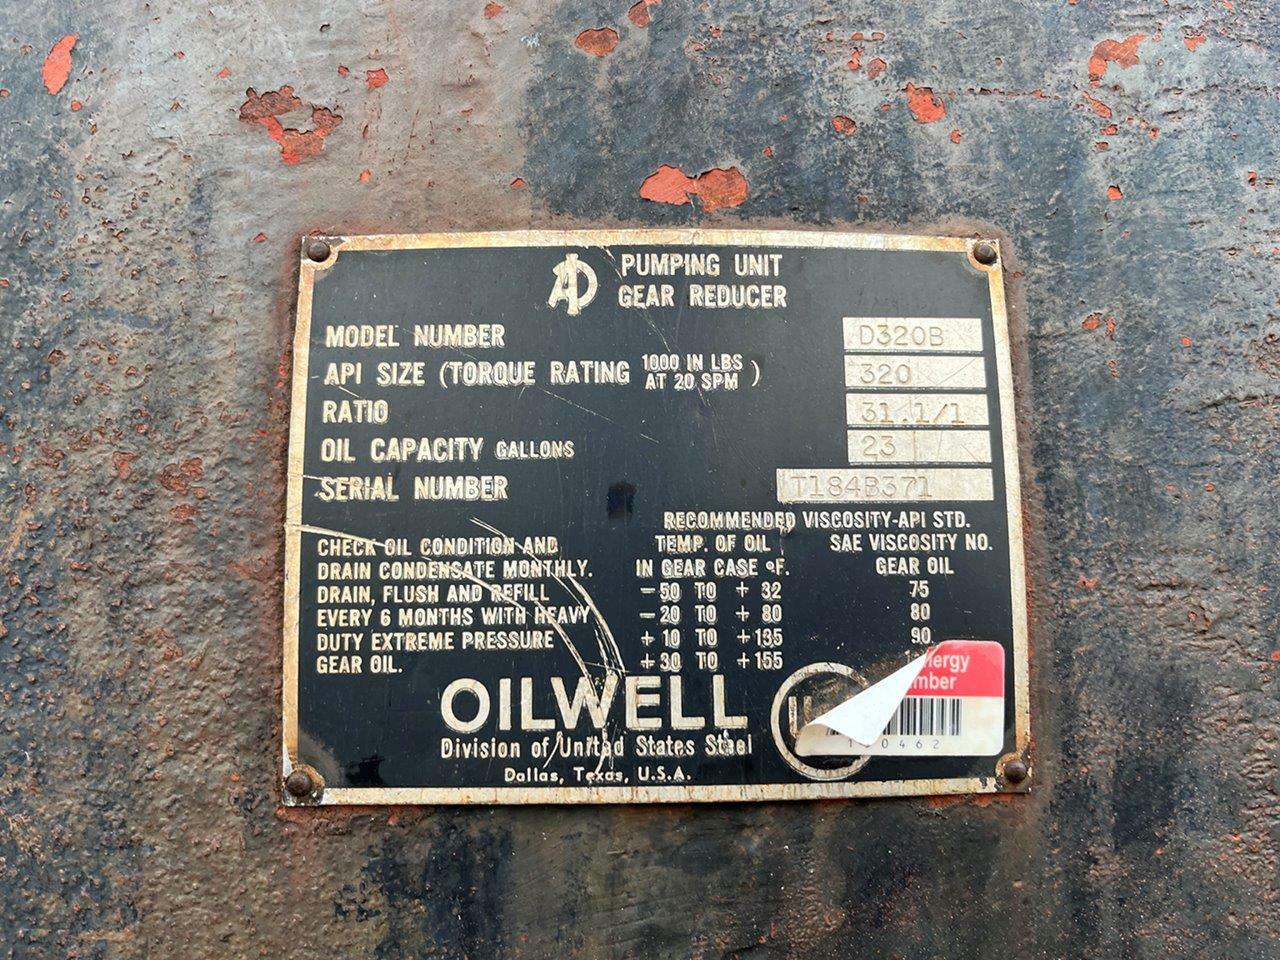 PUMPING UNIT
GEAR REDUCER
MODEL NUMBER D320B
API SIZE (TORQUE RATING 1000 IN LBS AT 20 SPM) 320
RATIO 31.1/1
OIL CAPACITY GALLONS 23
SERIAL NUMBER T184B371
RECOMMENDED VISCOSITY-API STD.
TEMP. OF OIL SAE VISCOSITY NO.
IN GEAR CASE °F. GEAR OIL
-50 TO + 32 75
-20 TO + 80 80
+10 TO +135 90
+30 TO +155
CHECK OIL CONDITION AND
DRAIN CONDENSATE MONTHLY.
DRAIN, FLUSH AND REFILL
EVERY 6 MONTHS WITH HEAVY
DUTY EXTREME PRESSURE
GEAR OIL.
OILWELL
Division of United States Steel
Dallas, Texas, U.S.A.